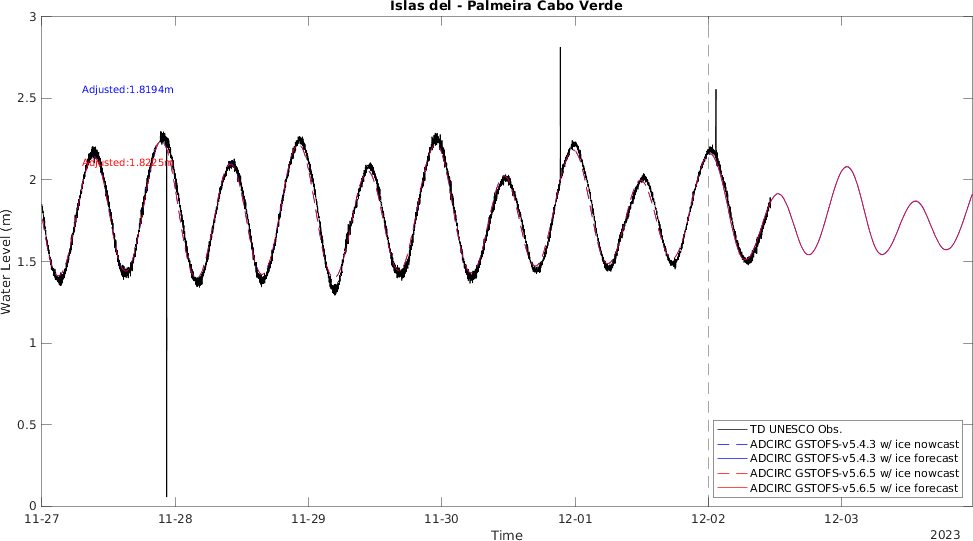 Islas del - Palmeira Cabo Verde
3
2.5
2
1.5
1
0.5
0
Water Level (m)
Adjusted:1.8194m
Adjusted:1.8225m
TD UNESCO Obs.
ADCIRC GSTOFS-v5.4.3 w/ ice nowcast
ADCIRC GSTOFS-v5.4.3 w/ ice forecast
ADCIRC GSTOFS-v5.6.5 w/ ice nowcast
ADCIRC GSTOFS-v5.6.5 w/ ice forecast
11-27 11-28 11-29 11-30 12-01 12-02 12-03
Time
2023